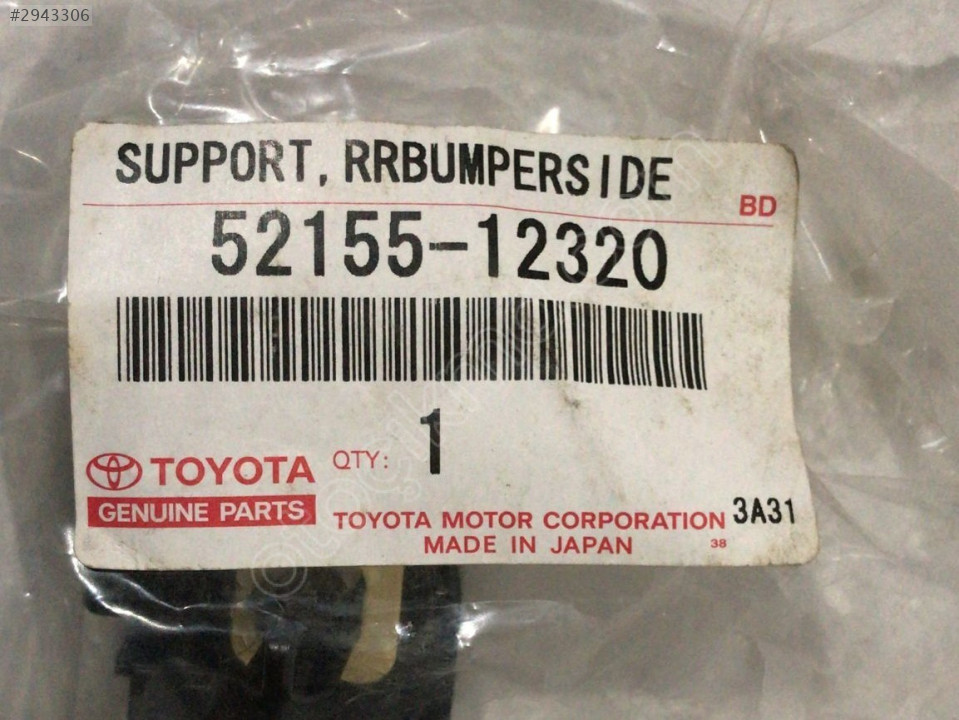 #2943306
SUPPORT, RRBUMPERSIDE
BD
52155-12320
QTY: 1
TOYOTA
GENUINE PARTS
TOYOTA MOTOR CORPORATION 3A31
MADE IN JAPAN 38